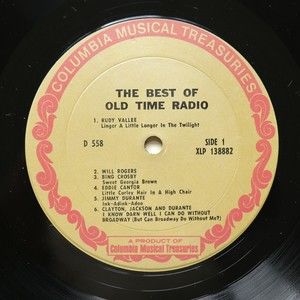 COLUMBIA MUSICAL TREASURIES
THE BEST OF
OLD TIME RADIO
1. RUDY VALLEE
Linger A Little Longer In The Twilight
D 558
SIDE 1
XLP 138882
2. WILL ROGERS
3. BING CROSBY
Sweet Georgia Brown
4. EDDIE CANTOR
Little Curley Hair In A High Chair
5. JIMMY DURANTE
Ink-Adink-Adoo
6. CLAYTON, JACKSON AND DURANTE
I KNOW DARN WELL I CAN DO WITHOUT
BROADWAY (But Can Broadway Do Without Me?)
A PRODUCT OF
Columbia Musical Treasuries